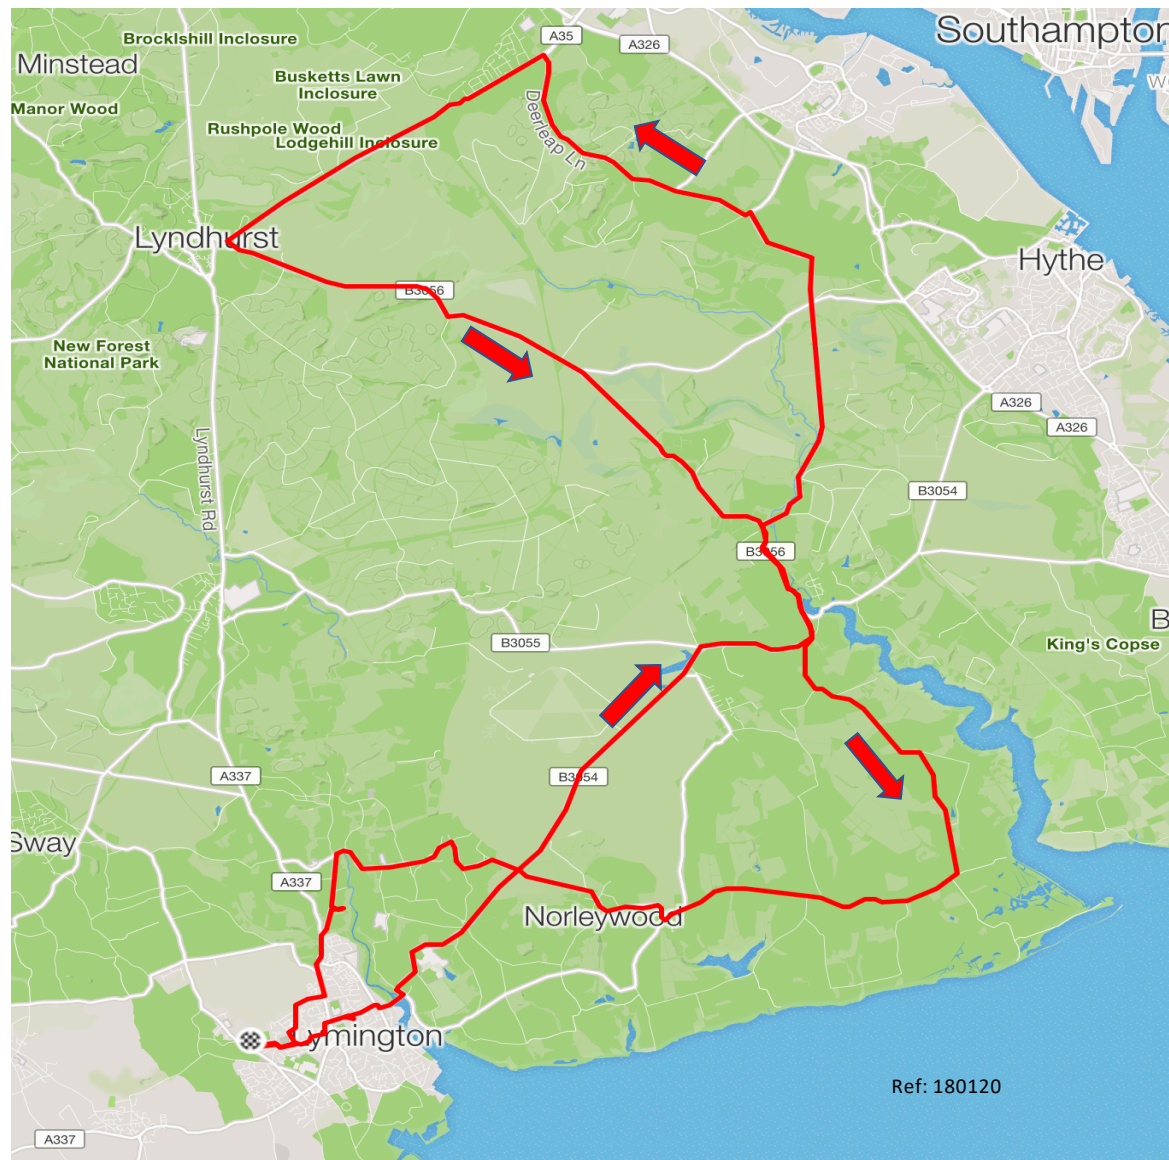 Southampton
A35
A326
Brocklshill Inclosure
Minstead
Busketts Lawn
Inclosure
Manor Wood
Deerleap Ln
Rushpole Wood
Lodgehill Inclosure
Lyndhurst
Hythe
B3056
New Forest
National Park
A326
A326
Lyndhurst Rd
B3054
B3056
B3055
King's Copse
B
A337
B3054
Sway
A337
Norleywood
Lymington
Ref: 180120
A337